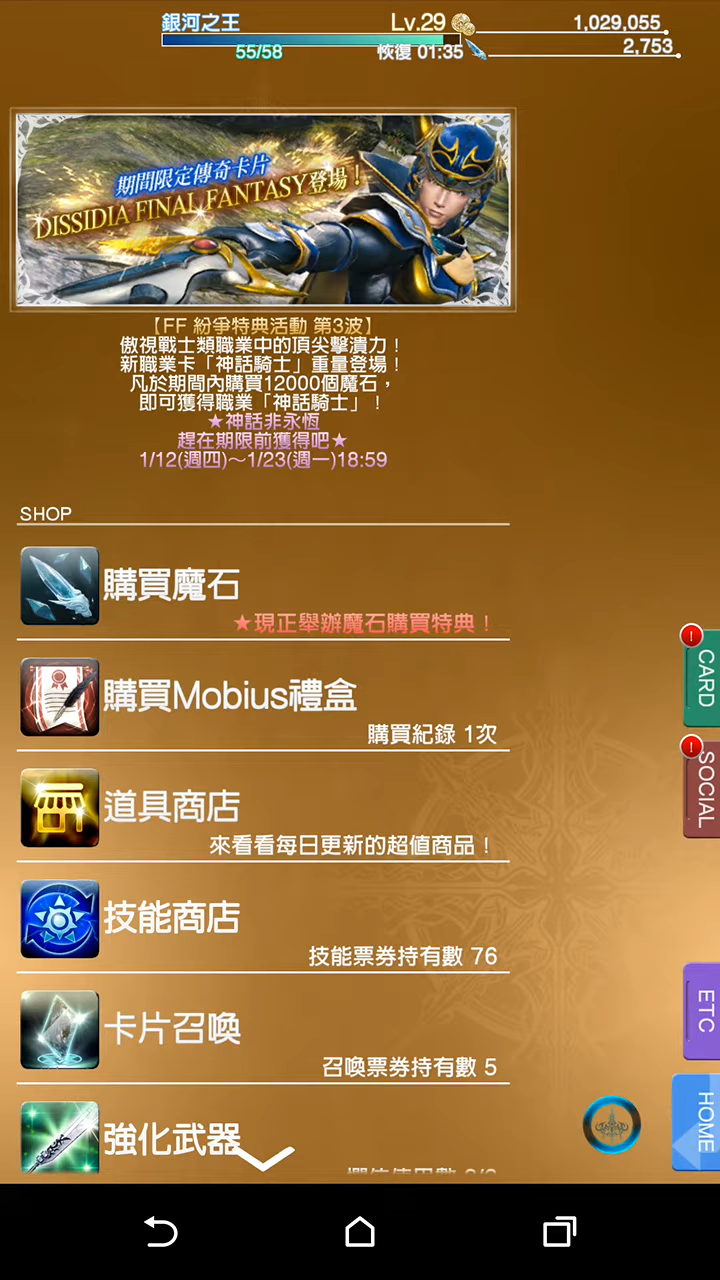 銀河之王
Lv.29
1,029,055
55/58
恢復 01:35
2,753
期間限定傳奇卡片
DISSIDIA FINAL FANTASY登場！
【FF 紛爭特典活動 第3波】
傲視戰士類職業中的頂尖擊潰力！
新職業卡「神話騎士」重量登場！
凡於期間內購買12000個魔石，
即可獲得職業「神話騎士」！
★神話非永恆
趕在期限前獲得吧★
1/12(週四)～1/23(週一)18:59
SHOP
購買魔石
★現正舉辦魔石購買特典！
購買Mobius禮盒
購買紀錄 1次
道具商店
來看看每日更新的超值商品！
技能商店
技能票券持有數 76
卡片召喚
召喚票券持有數 5
強化武器
CARD
SOCIAL
ETC
HOME